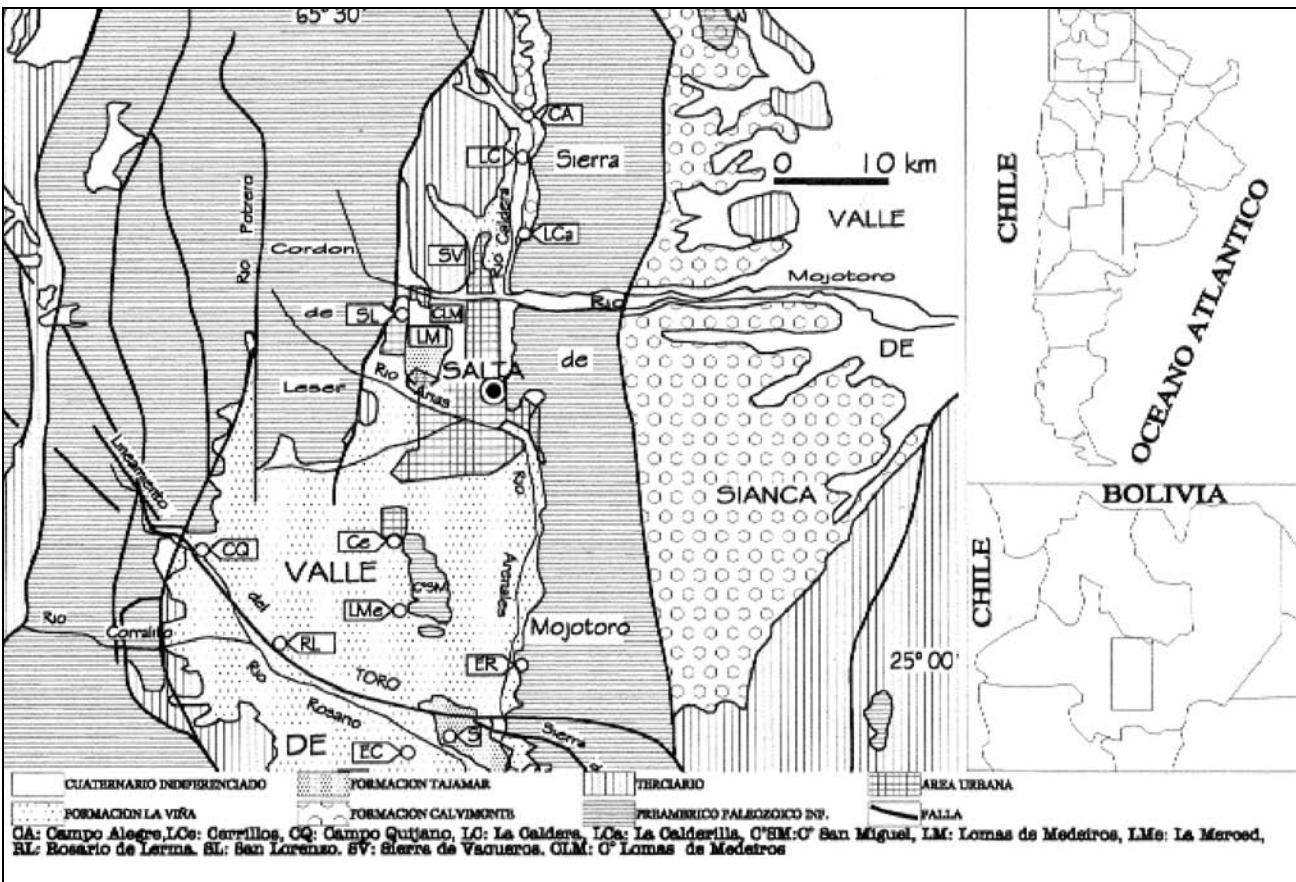 65° 30'
CA
LC
Sierra
0 10 km
CHILE
Rio Caldera
LCa
VALLE
SV
Rio Potrero
Cordon
Mojotoro
Rio
de
SL
CLM
LM
DE
SALTA
de
Leser
Rio Arias
OCEANO ATLANTICO
Lineamiento
Rio
SIANCA
BOLIVIA
CQ
Ce
VALLE
C°SM
Arenales
CHILE
del
LMe
Rio
Corralito
Mojotoro
RL
ER
25° 00'
TORO
Rio
Rosario
S
Sierra
DE
EC
CUATERNARIO INDIFERENCIADO FORMACION TAJAMAR TERCIARIO AREA URBANA
FORMACION LA VIÑA FORMACION CALVIMONTE PREAMBRICO PALEOZOICO INF. FALLA
CA: Campo Alegre, LCe: Cerrillos, CQ: Campo Quijano, LC: La Caldera, LCa: La Calderilla, C°SM: C° San Miguel, LM: Lomas de Medeiros, LMe: La Merced,
RL: Rosario de Lerma. SL: San Lorenzo. SV: Sierra de Vaqueros. CLM: C° Lomas de Medeiros